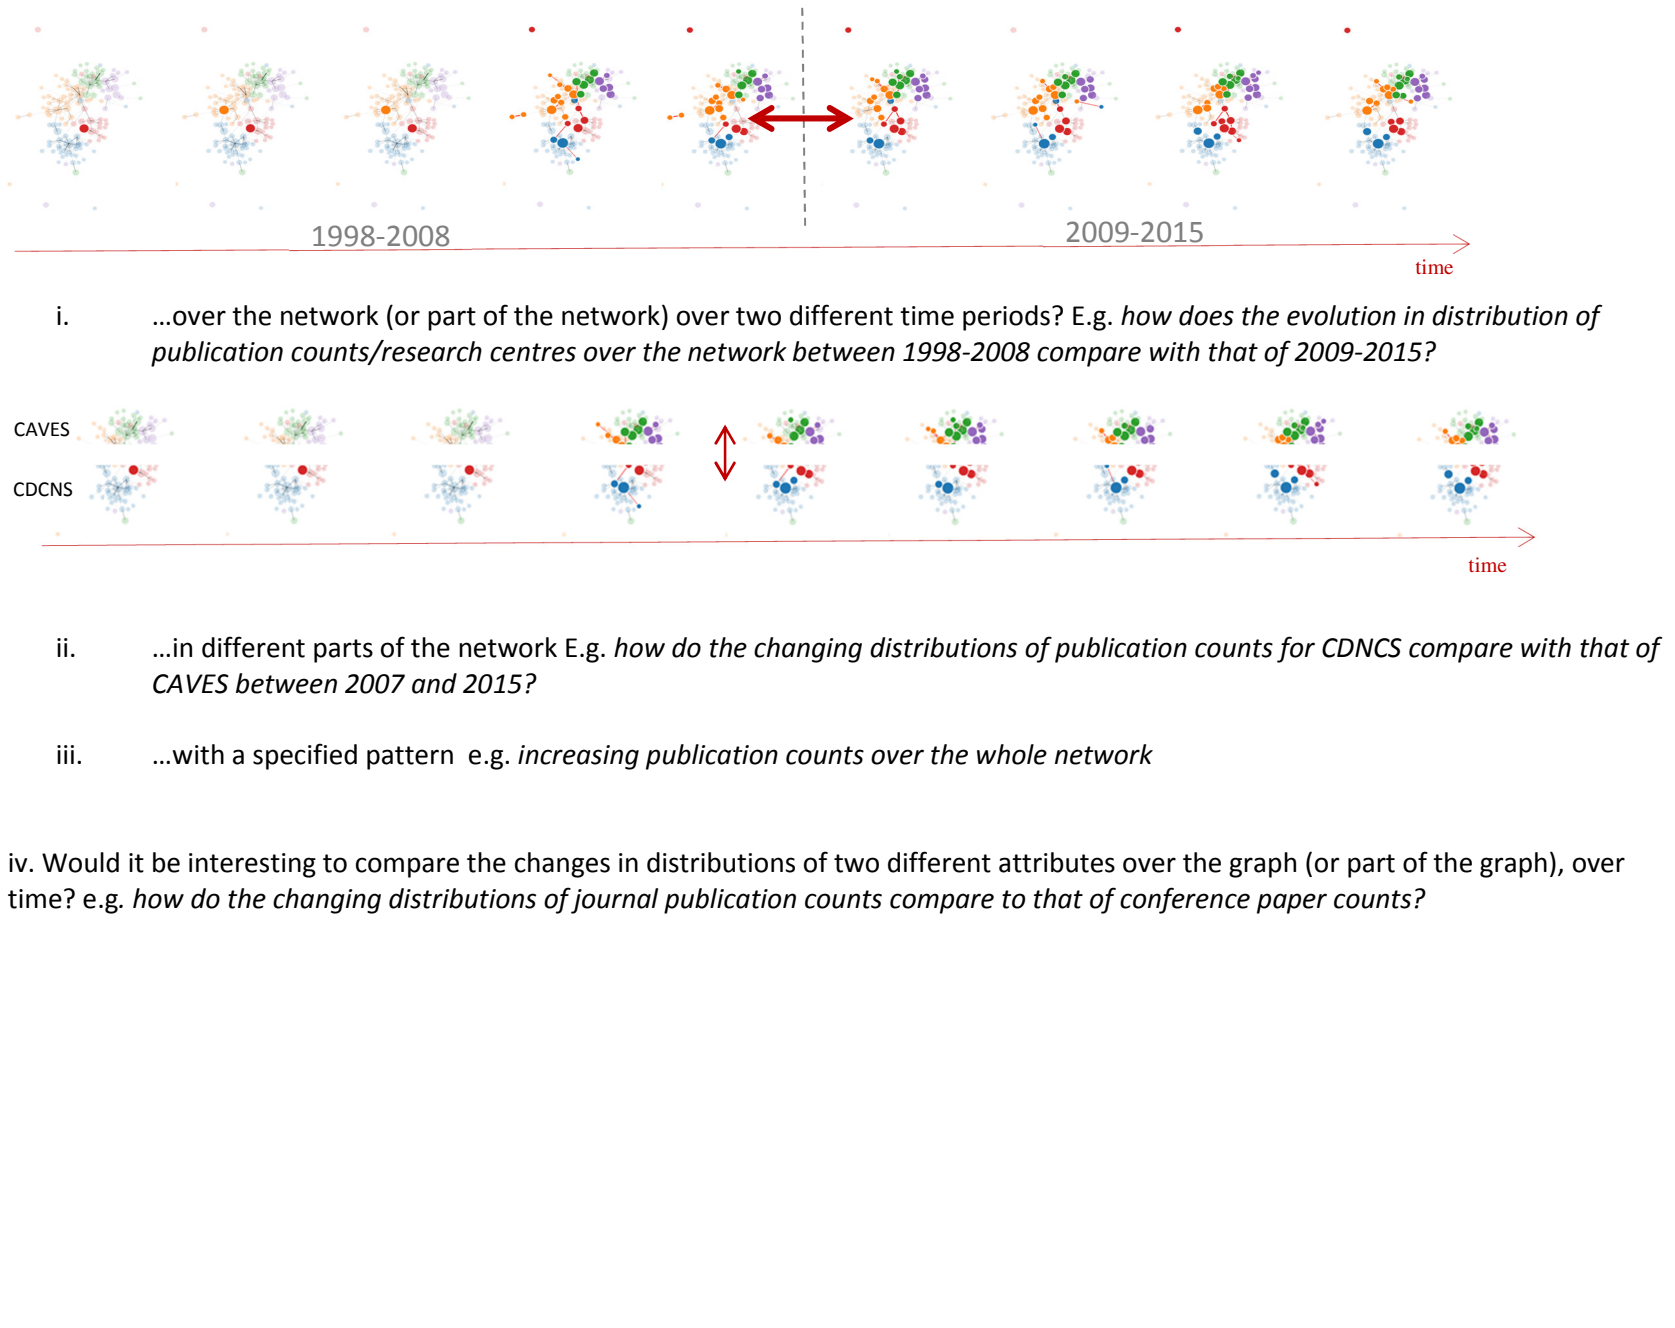 1998-2008
2009-2015
time
i. …over the network (or part of the network) over two different time periods? E.g. how does the evolution in distribution of
publication counts/research centres over the network between 1998-2008 compare with that of 2009-2015?
CAVES
CDCNS
time
ii. …in different parts of the network E.g. how do the changing distributions of publication counts for CDNCS compare with that of
CAVES between 2007 and 2015?
iii. …with a specified pattern e.g. increasing publication counts over the whole network
iv. Would it be interesting to compare the changes in distributions of two different attributes over the graph (or part of the graph), over
time? e.g. how do the changing distributions of journal publication counts compare to that of conference paper counts?